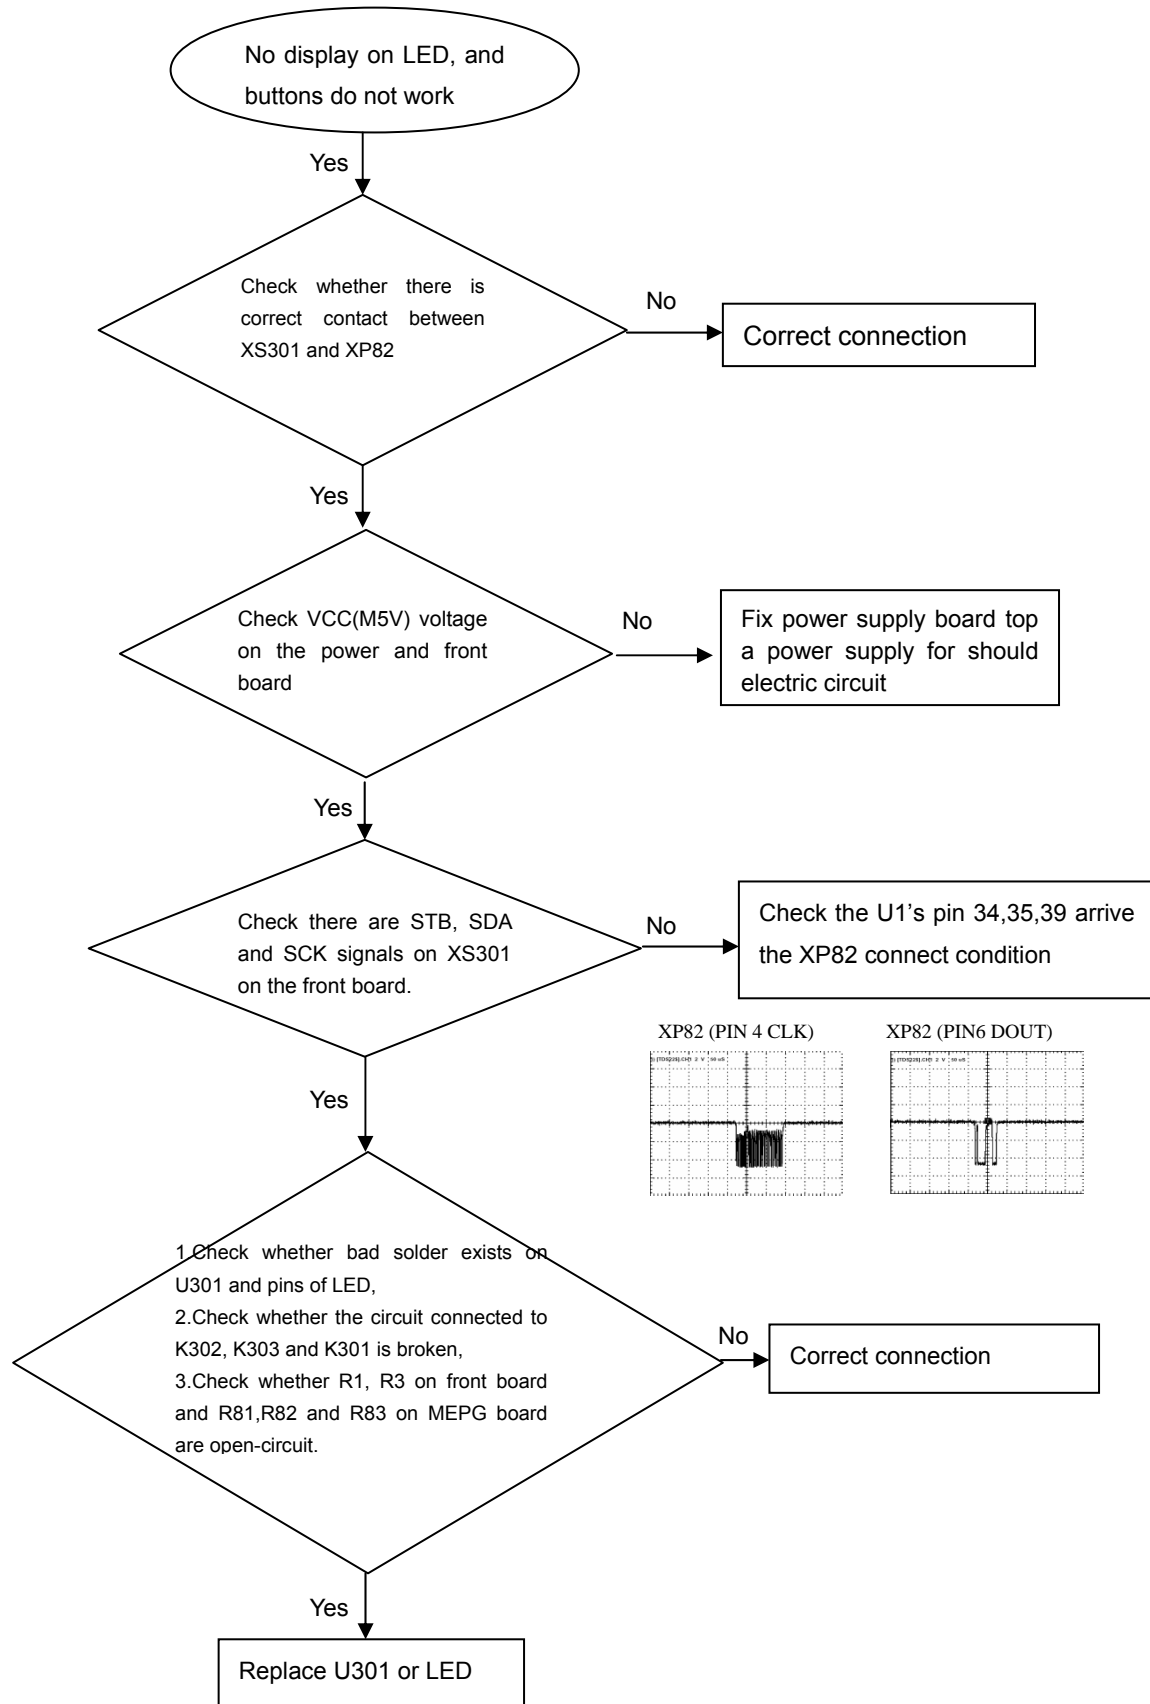 No display on LED, and
buttons do not work
Yes
Check whether there is
correct contact between
XS301 and XP82
No
Correct connection
Yes
Check VCC(M5V) voltage
on the power and front
board
No
Fix power supply board top
a power supply for should
electric circuit
Yes
Check there are STB, SDA
and SCK signals on XS301
on the front board.
No
Check the U1's pin 34,35,39 arrive
the XP82 connect condition
XP82 (PIN 4 CLK)
XP82 (PIN6 DOUT)
Yes
1.Check whether bad solder exists on
U301 and pins of LED,
2.Check whether the circuit connected to
K302, K303 and K301 is broken,
3.Check whether R1, R3 on front board
and R81,R82 and R83 on MEPG board
are open-circuit.
No
Correct connection
Yes
Replace U301 or LED